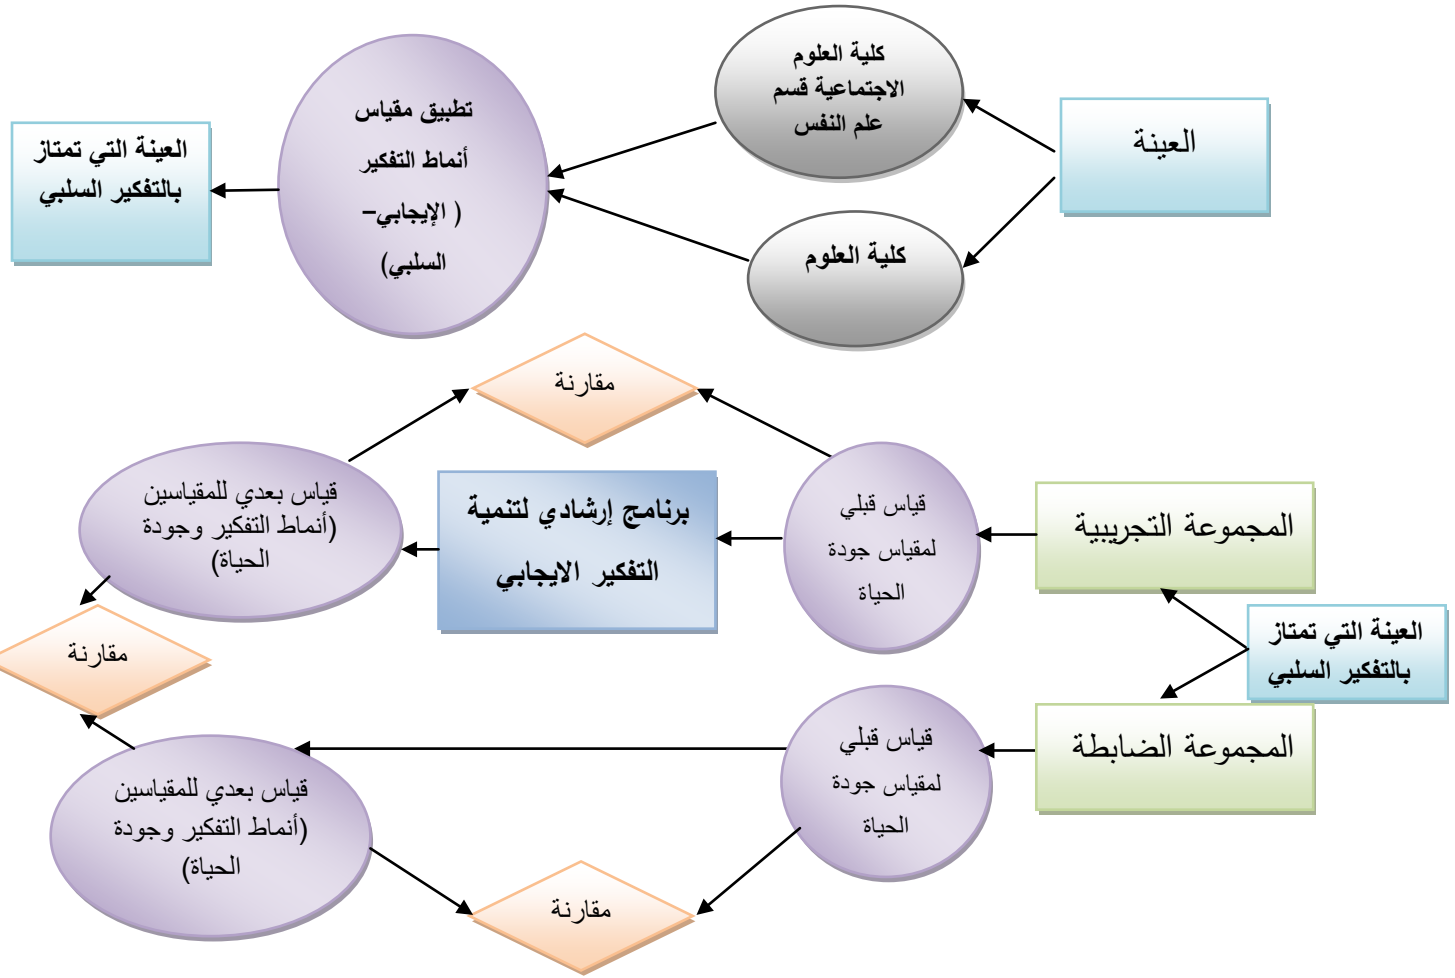 العينة
كلية العلوم
الاجتماعية قسم
علم النفس
كلية العلوم
تطبيق مقياس
أنماط التفكير
( الإيجابي–
السلبي)
العينة التي تمتاز
بالتفكير السلبي
مقارنة
المجموعة التجريبية
قياس قبلي
لمقياس جودة
الحياة
برنامج إرشادي لتنمية
التفكير الايجابي
قياس بعدي للمقياسين
(أنماط التفكير وجودة
الحياة)
العينة التي تمتاز
بالتفكير السلبي
مقارنة
المجموعة الضابطة
قياس قبلي
لمقياس جودة
الحياة
قياس بعدي للمقياسين
(أنماط التفكير وجودة
الحياة)
مقارنة